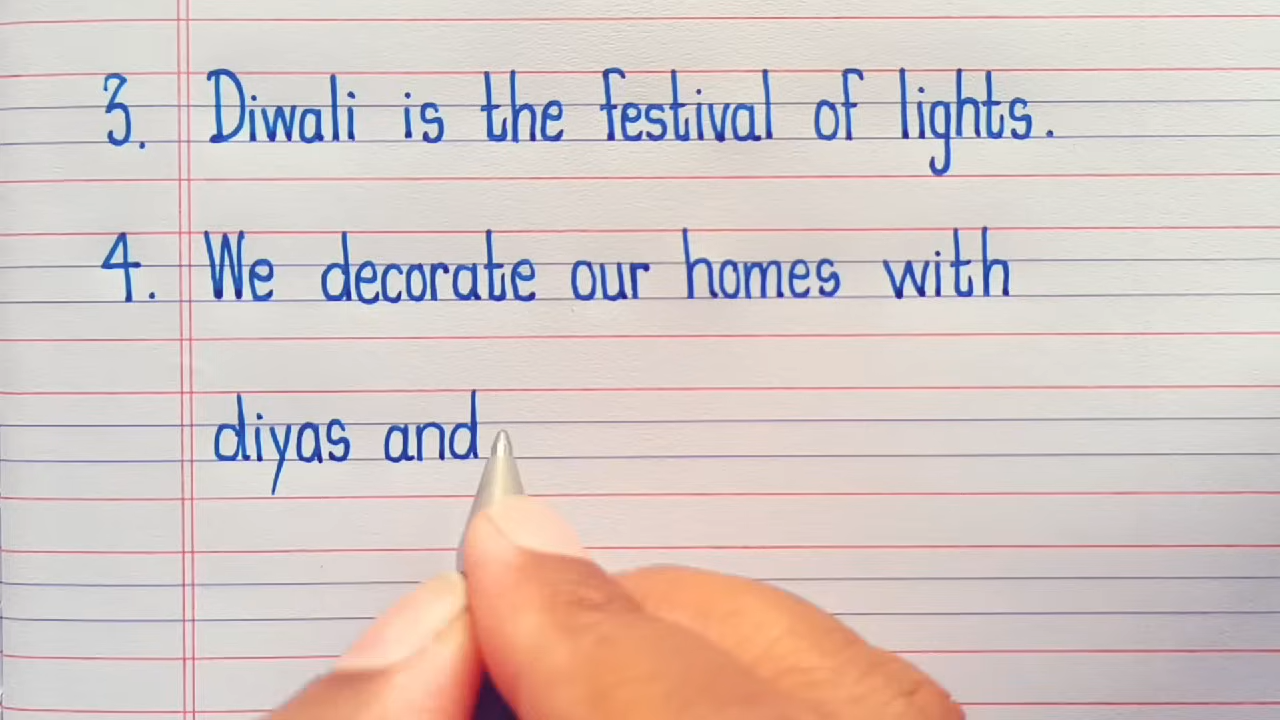 3. Diwali is the festival of lights.
4. We decorate our homes with
diyas and